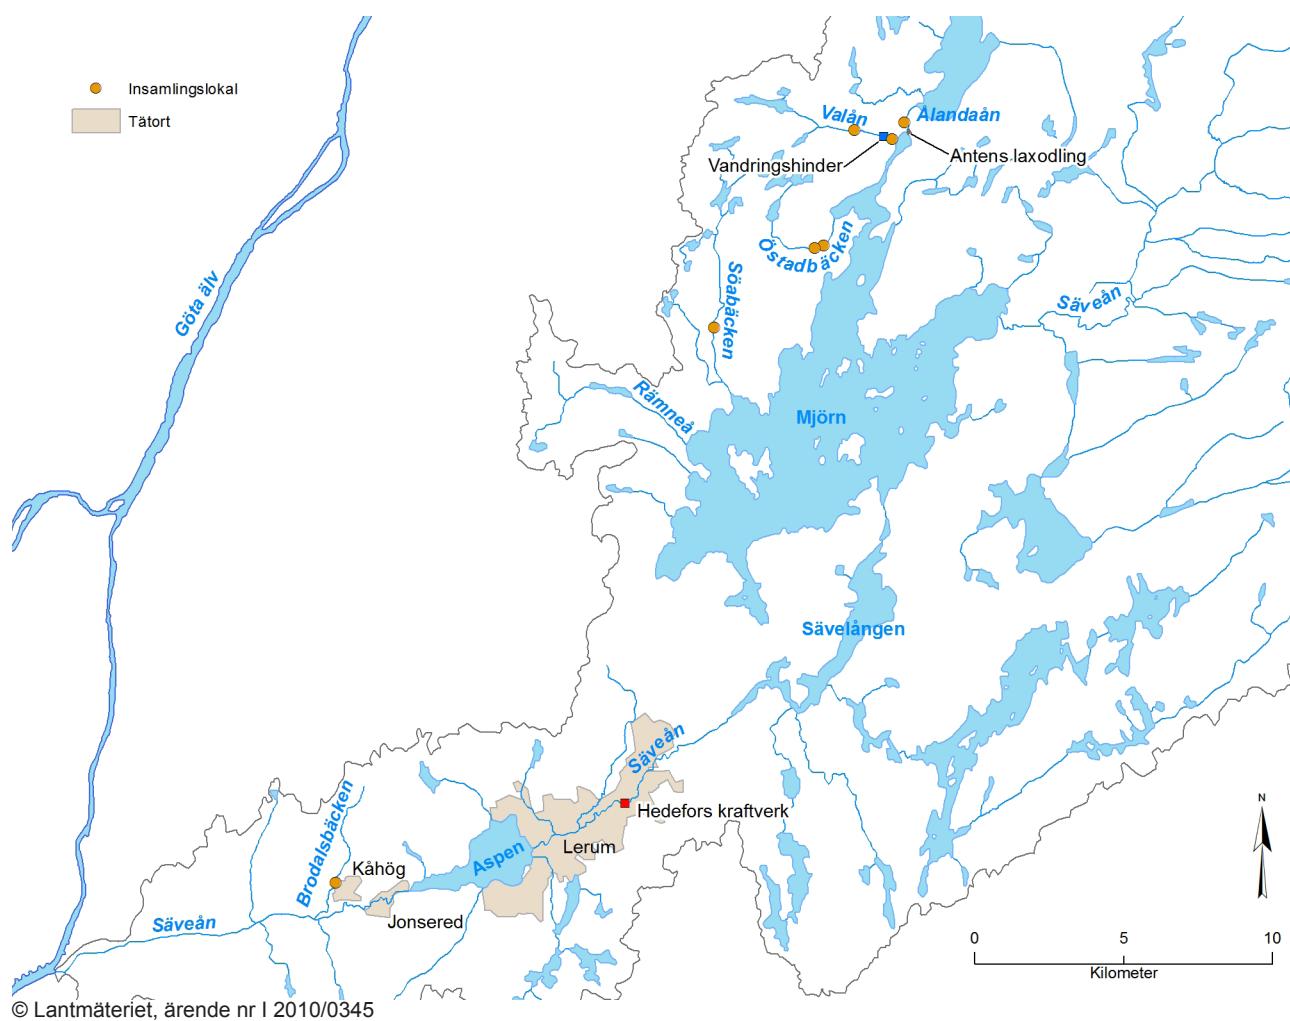 Insamlingslokal
Tätort
Valån
Ålandaån
Vandringshinder
Antens laxodling
Östadbäcken
Göta älv
Söabäcken
Säveån
Rämneå
Mjörn
Sävelången
Säveån
Hedefors kraftverk
Brodalsbäcken
Kåhög
Aspen
Lerum
Jonsered
Säveån
N
0 5 10
Kilometer
© Lantmäteriet, ärende nr I 2010/0345